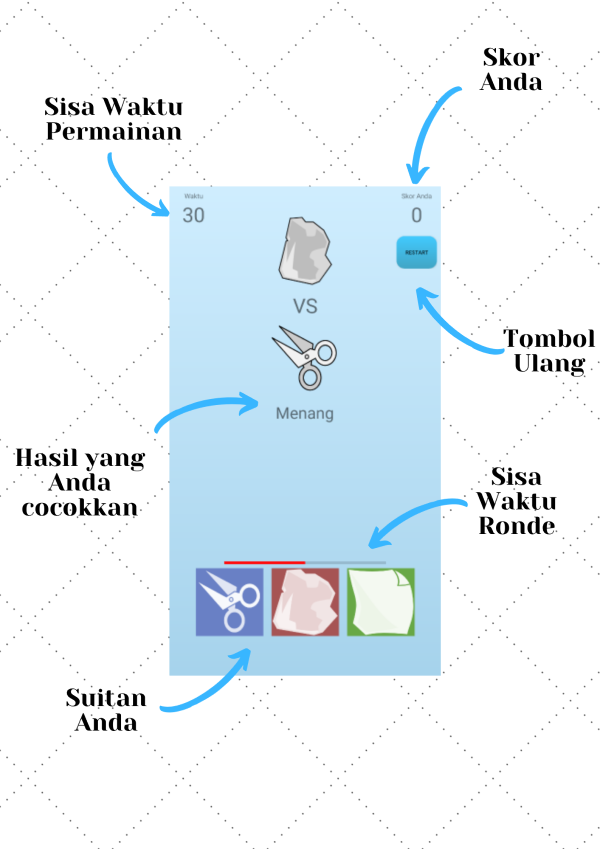 Skor
Anda
Sisa Waktu
Permainan
Waktu
30
Skor Anda
0
RESTART
VS
Tombol
Ulang
Menang
Hasil yang
Anda
cocokkan
Sisa
Waktu
Ronde
Suitan
Anda